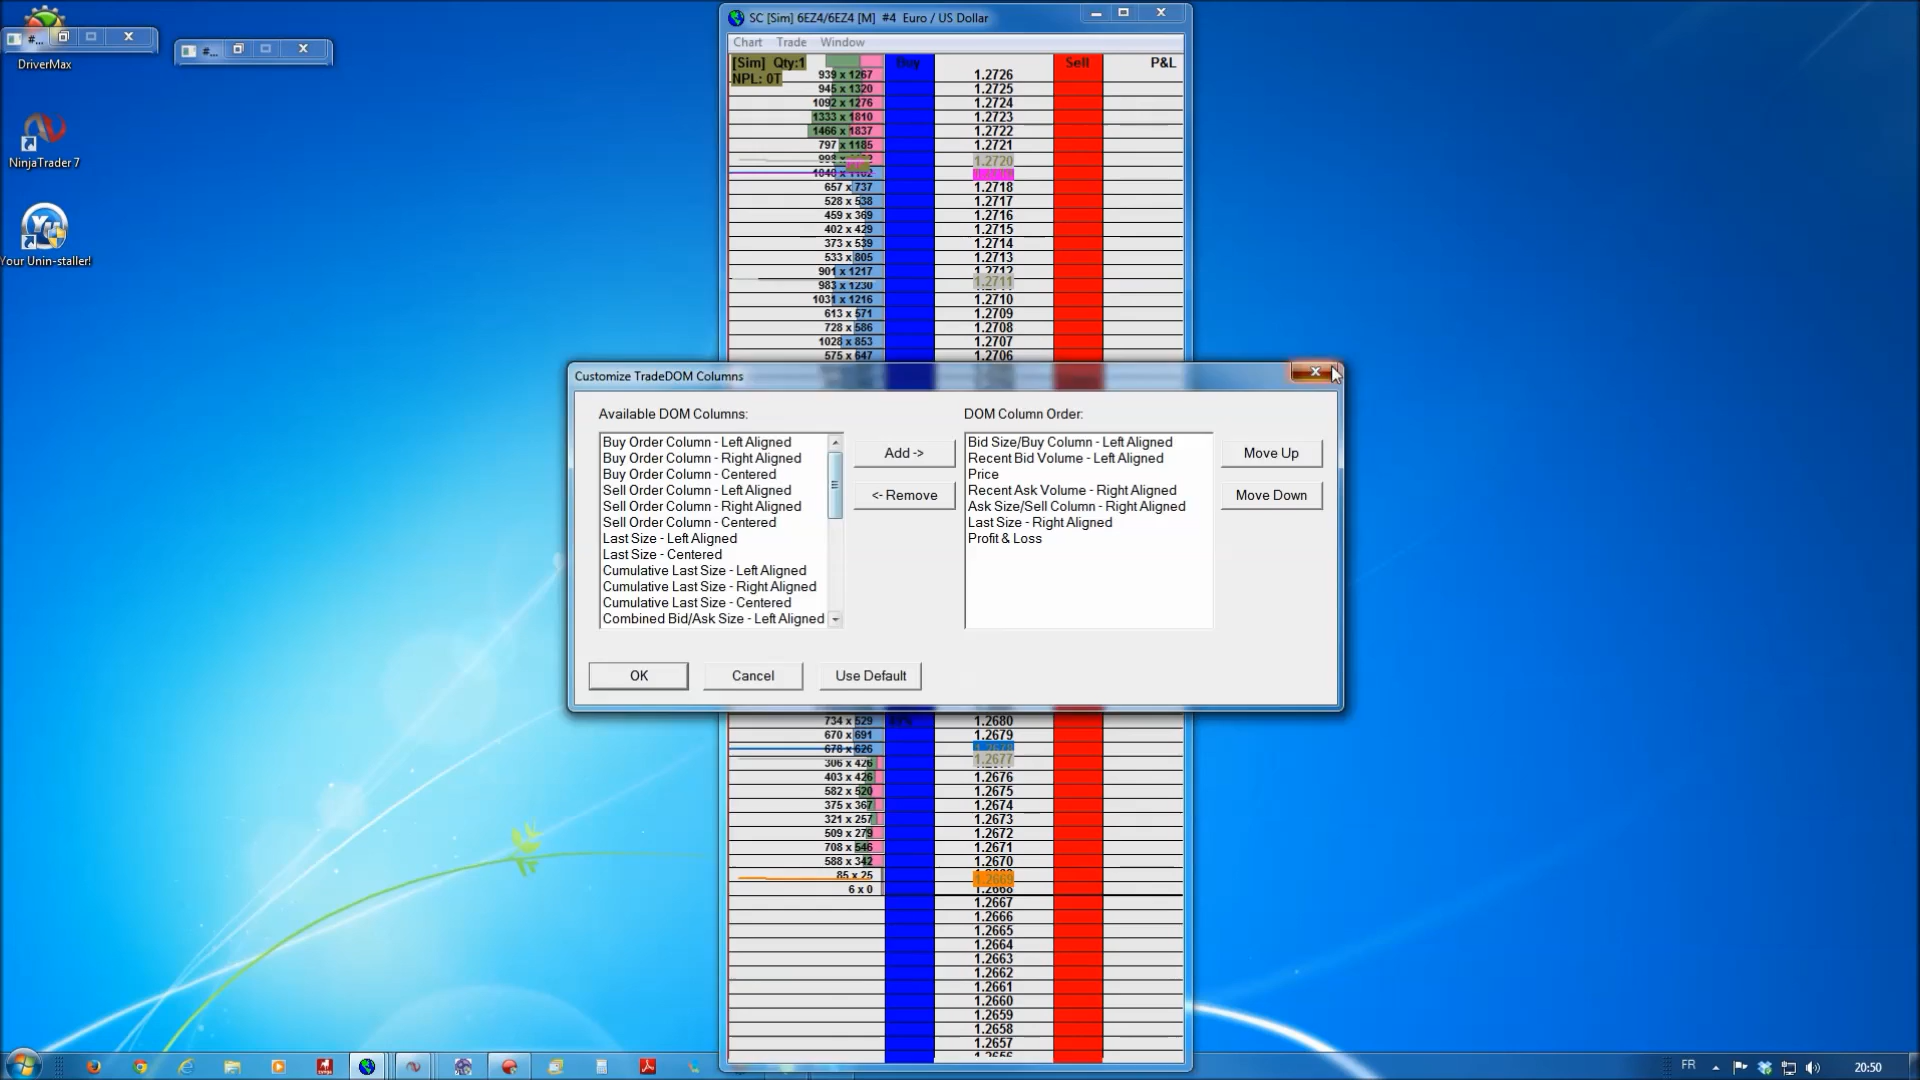 #...
DriverMax
NinjaTrader 7
Your Unin-staller!
#...
SC [Sim] 6EZ4/6EZ4 [M]  #4  Euro / US Dollar
Chart Trade Window
[Sim] Qty:1
NPL: 0T
Buy Sell P&L
939 x 1267 1.2726
945 x 1320 1.2725
1092 x 1276 1.2724
1333 x 1810 1.2723
1466 x 1837 1.2722
797 x 1185 1.2721
1.2720
657 x 737 1.2718
528 x 538 1.2717
459 x 369 1.2716
402 x 429 1.2715
373 x 539 1.2714
533 x 805 1.2713
901 x 1217 1.2712
983 x 1230 1.2711
1031 x 1216 1.2710
613 x 571 1.2709
728 x 586 1.2708
1028 x 853 1.2707
575 x 647 1.2706
Customize TradeDOM Columns
Available DOM Columns:
Buy Order Column - Left Aligned
Buy Order Column - Right Aligned
Buy Order Column - Centered
Sell Order Column - Left Aligned
Sell Order Column - Right Aligned
Sell Order Column - Centered
Last Size - Left Aligned
Last Size - Centered
Cumulative Last Size - Left Aligned
Cumulative Last Size - Right Aligned
Cumulative Last Size - Centered
Combined Bid/Ask Size - Left Aligned
Add ->
<- Remove
DOM Column Order:
Bid Size/Buy Column - Left Aligned
Recent Bid Volume - Left Aligned
Price
Recent Ask Volume - Right Aligned
Ask Size/Sell Column - Right Aligned
Last Size - Right Aligned
Profit & Loss
Move Up
Move Down
OK Cancel Use Default
734 x 529 1.2680
670 x 691 1.2679
678 x 626
306 x 426 1.2677
403 x 426 1.2676
582 x 520 1.2675
375 x 367 1.2674
321 x 257 1.2673
509 x 279 1.2672
708 x 546 1.2671
588 x 342 1.2670
85 x 25 1.2669
6 x 0 1.2668
1.2667
1.2666
1.2665
1.2664
1.2663
1.2662
1.2661
1.2660
1.2659
1.2658
1.2657
1.2656
FR 20:50